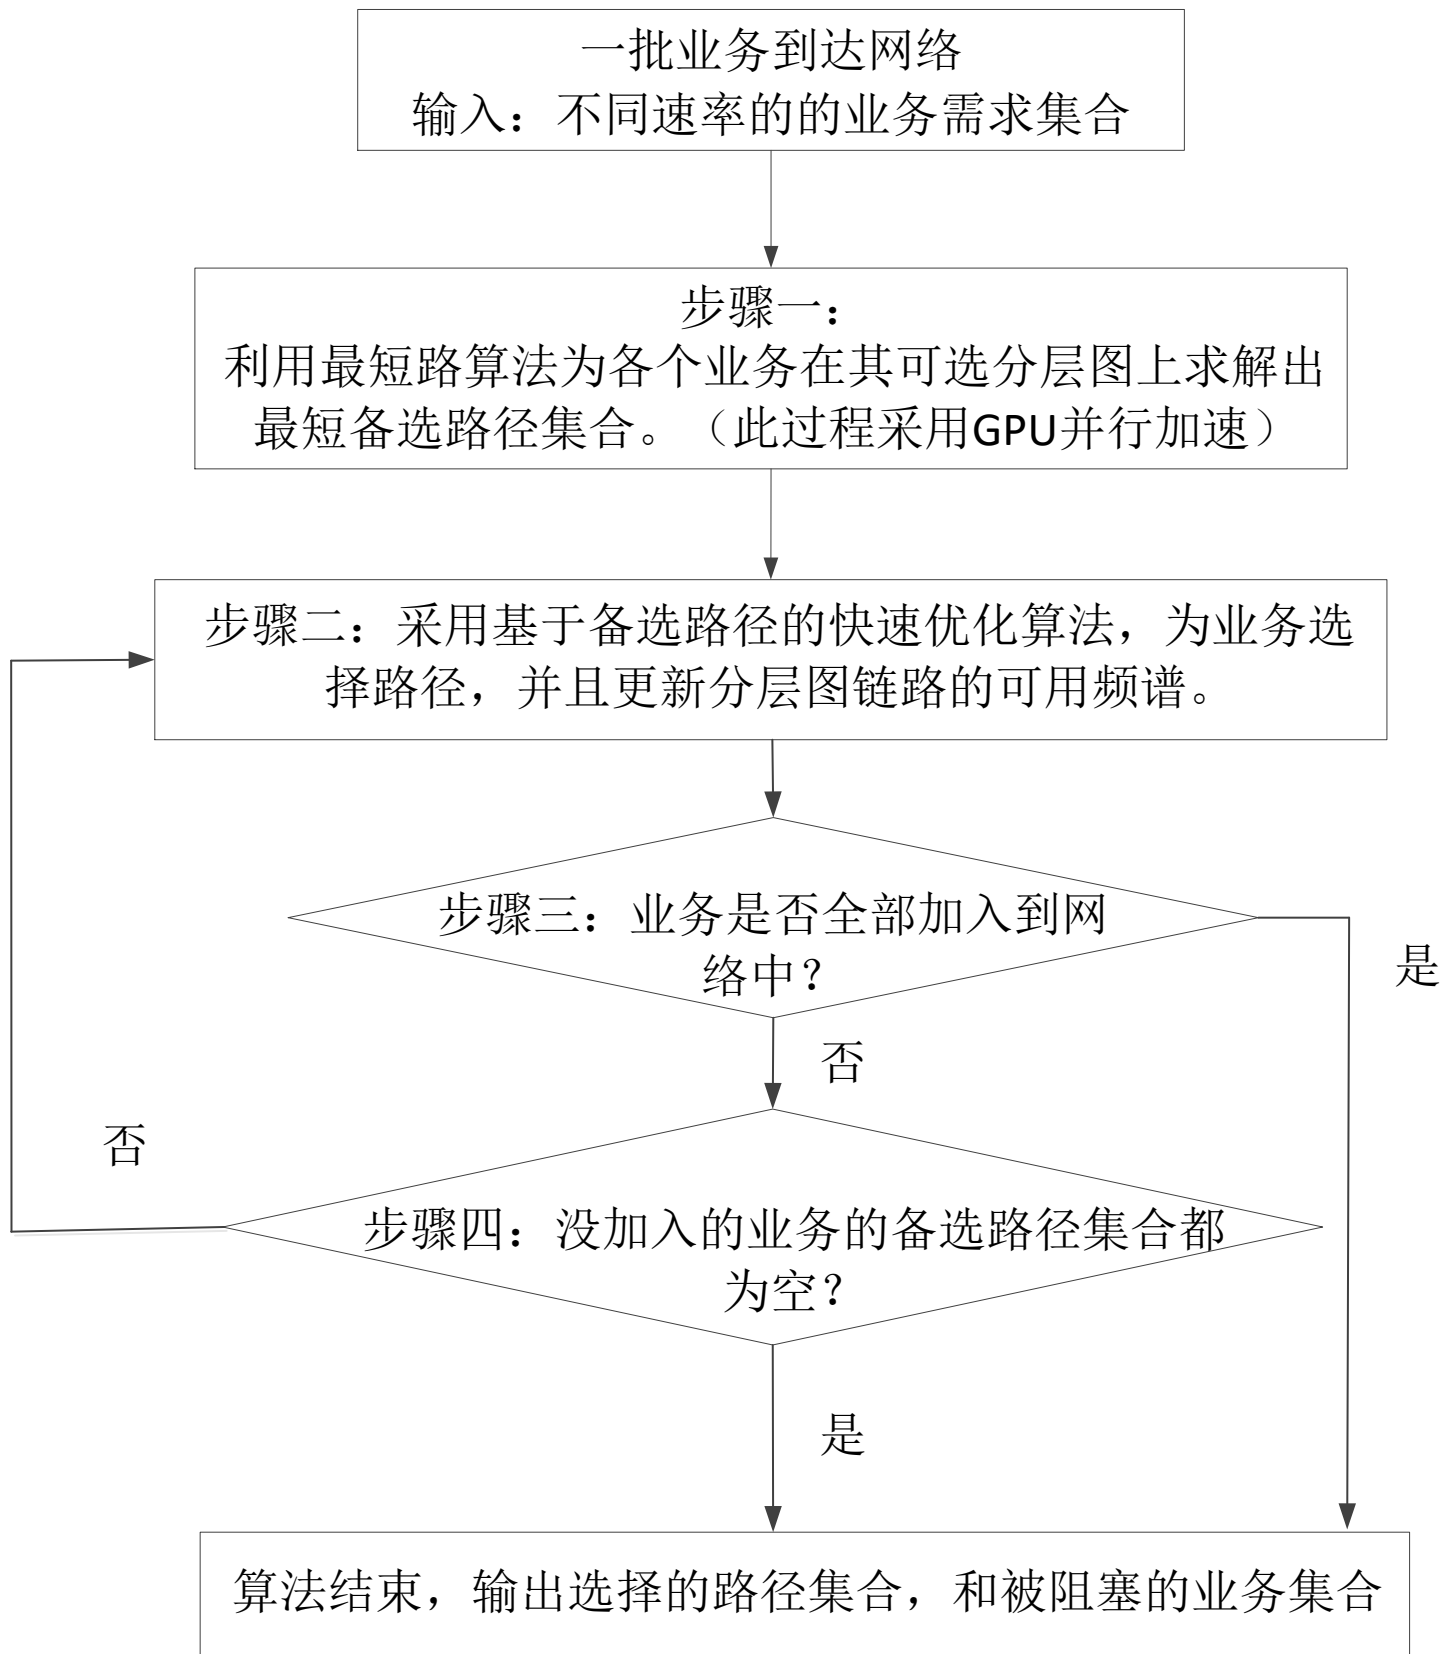 一批业务到达网络
输入：不同速率的的业务需求集合
步骤一：
利用最短路算法为各个业务在其可选分层图上求解出
最短备选路径集合。（此过程采用GPU并行加速）
步骤二：采用基于备选路径的快速优化算法，为业务选
择路径，并且更新分层图链路的可用频谱。
步骤三：业务是否全部加入到网
络中？
是
否
否
步骤四：没加入的业务的备选路径集合都
为空？
是
算法结束，输出选择的路径集合，和被阻塞的业务集合